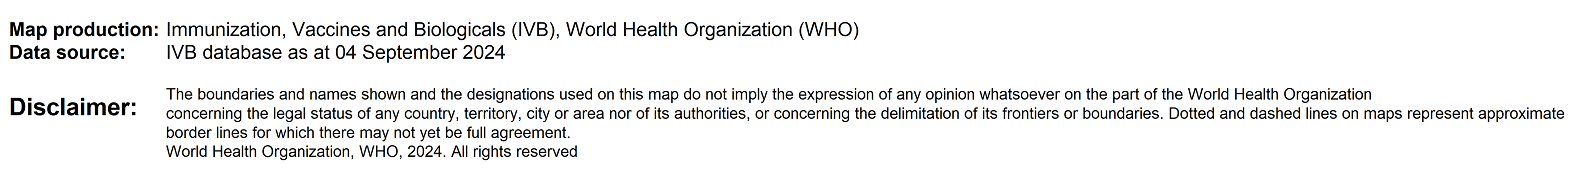 Map production: Immunization, Vaccines and Biologicals (IVB), World Health Organization (WHO)
Data source: IVB database as at 04 September 2024
Disclaimer: The boundaries and names shown and the designations used on this map do not imply the expression of any opinion whatsoever on the part of the World Health Organization
concerning the legal status of any country, territory, city or area nor of its authorities, or concerning the delimitation of its frontiers or boundaries. Dotted and dashed lines on maps represent approximate
border lines for which there may not yet be full agreement.
World Health Organization, WHO, 2024. All rights reserved